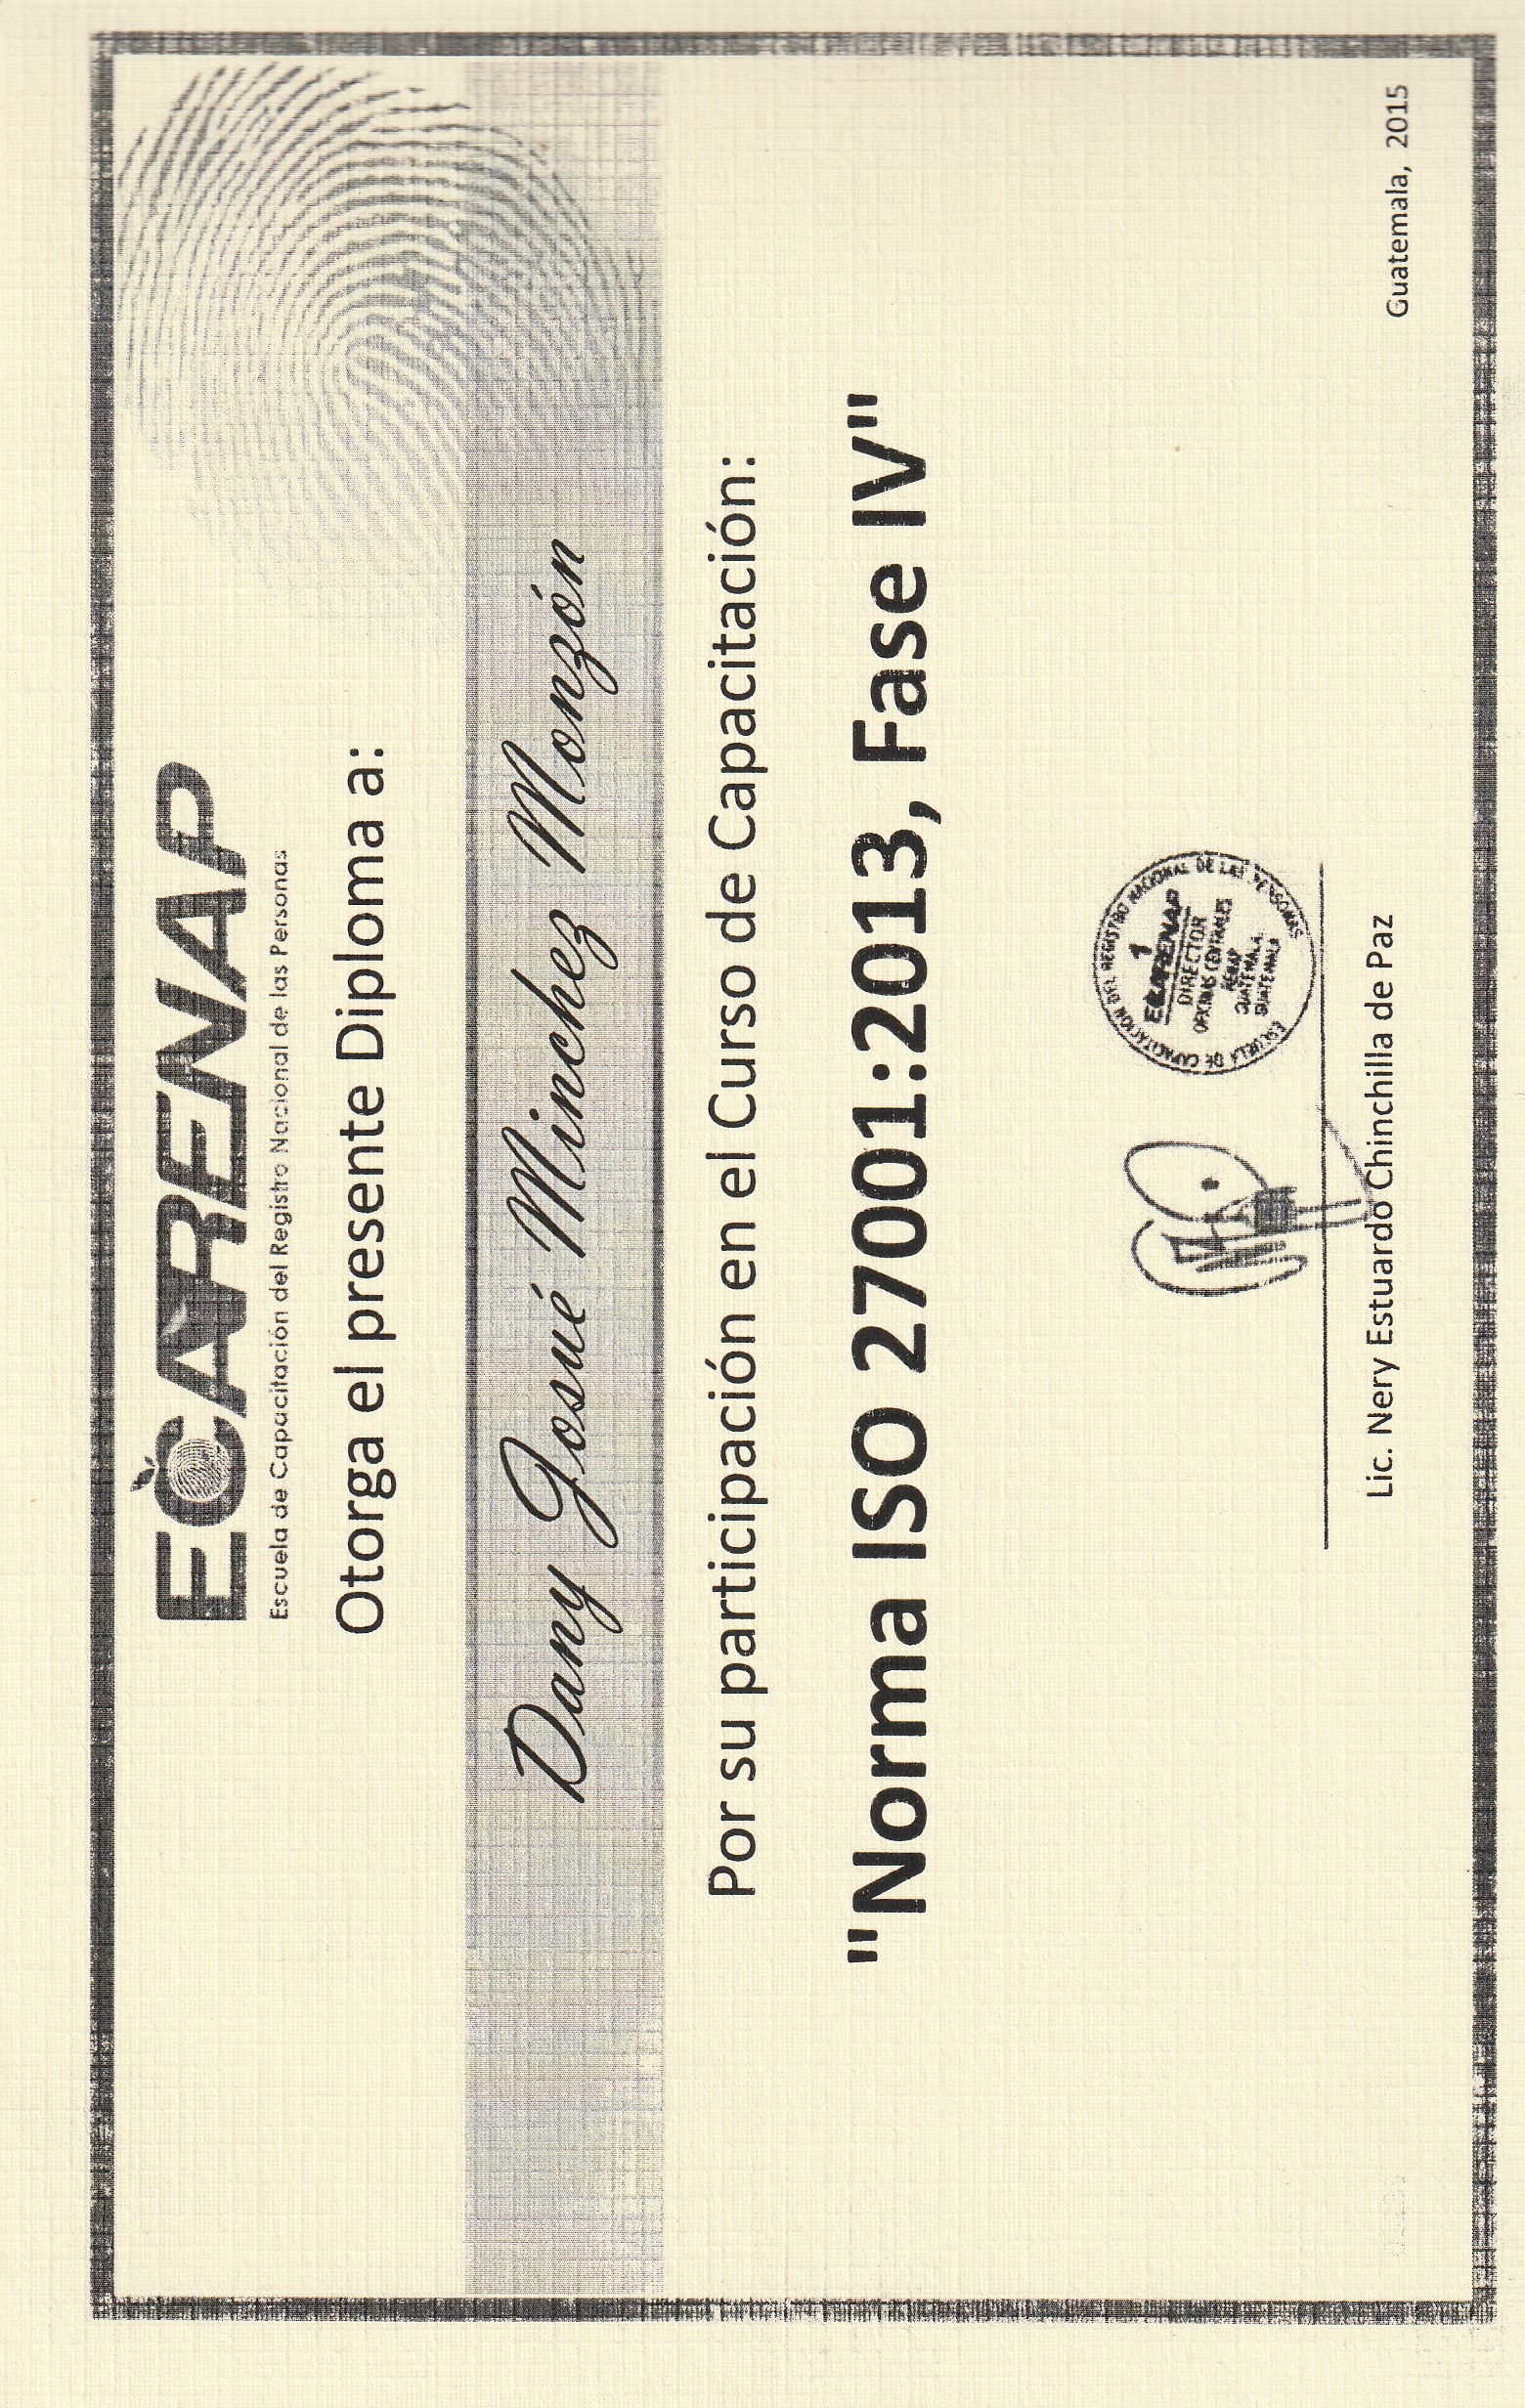 ECARENAP
Escuela de Capacitación del Registro Nacional de las Personas
Otorga el presente Diploma a:
Dany Josué Minchez Monzón
Por su participación en el Curso de Capacitación:
"Norma ISO 27001:2013, Fase IV"
ESCUELA DE CAPACITACIÓN DEL REGISTRO NACIONAL DE LAS PERSONAS
1
ECARENAP
DIRECTOR
OFICINAS CENTRALES
RENAP
GUATEMALA,
GUATEMALA
Lic. Nery Estuardo Chinchilla de Paz
Guatemala, 2015